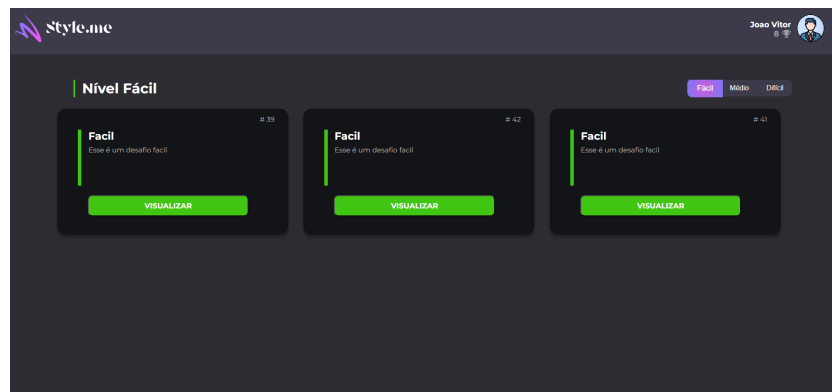 Style.me
Joao Vitor
8
Nível Fácil
Fácil Médio Difícil
# 39
Facil
Esse é um desafio facil
VISUALIZAR
# 42
Facil
Esse é um desafio facil
VISUALIZAR
# 41
Facil
Esse é um desafio facil
VISUALIZAR